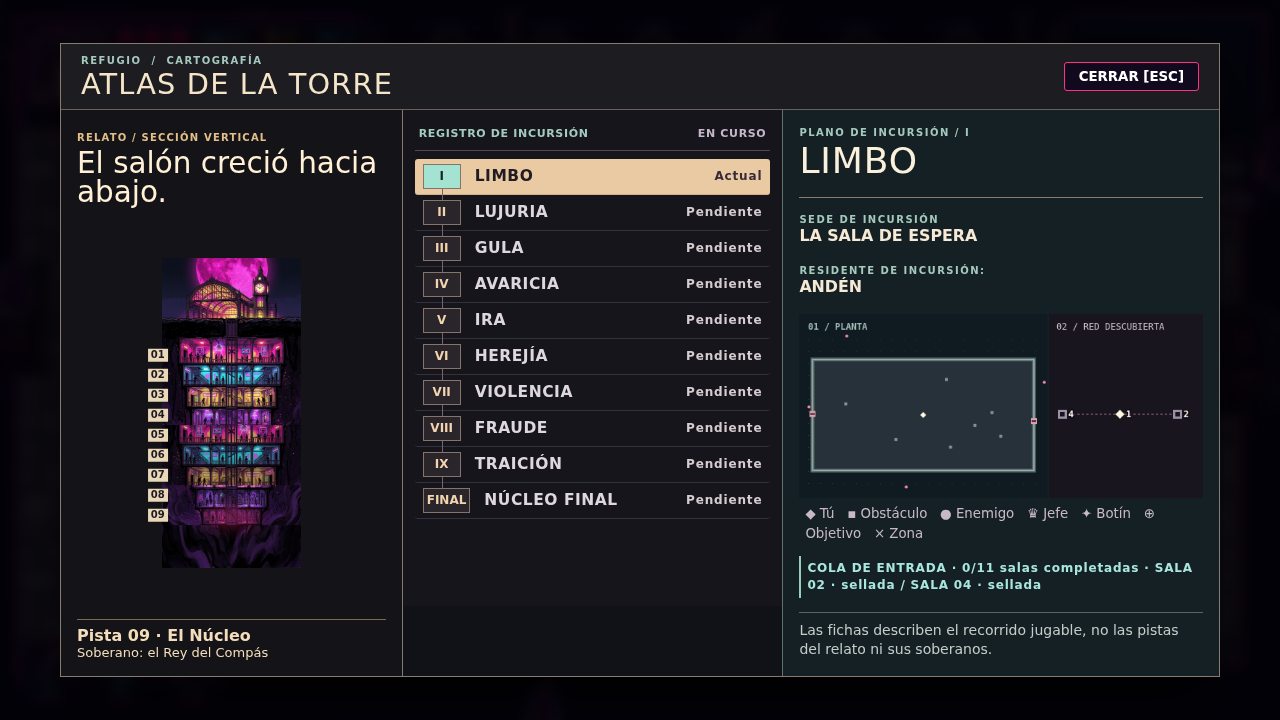 REFUGIO / CARTOGRAFÍA
ATLAS DE LA TORRE
CERRAR [ESC]
RELATO / SECCIÓN VERTICAL
El salón creció hacia
abajo.
01
02
03
04
05
06
07
08
09
Pista 09 · El Núcleo
Soberano: el Rey del Compás
REGISTRO DE INCURSIÓN EN CURSO
I LIMBO Actual
II LUJURIA Pendiente
III GULA Pendiente
IV AVARICIA Pendiente
V IRA Pendiente
VI HEREJÍA Pendiente
VII VIOLENCIA Pendiente
VIII FRAUDE Pendiente
IX TRAICIÓN Pendiente
FINAL NÚCLEO FINAL Pendiente
PLANO DE INCURSIÓN / I
LIMBO
SEDE DE INCURSIÓN
LA SALA DE ESPERA
RESIDENTE DE INCURSIÓN:
ANDÉN
01 / PLANTA
02 / RED DESCUBIERTA
4 1 2
◆ Tú ▪ Obstáculo ● Enemigo ♛ Jefe ✦ Botín ⊕
Objetivo × Zona
COLA DE ENTRADA · 0/11 salas completadas · SALA
02 · sellada / SALA 04 · sellada
Las fichas describen el recorrido jugable, no las pistas
del relato ni sus soberanos.